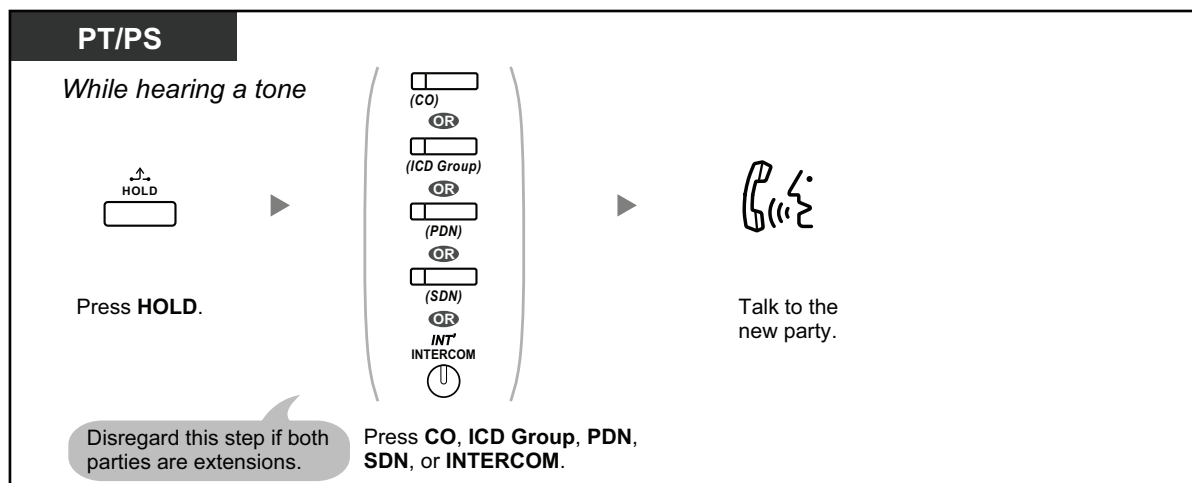 PT/PS
While hearing a tone
HOLD
Press HOLD.
(CO)
OR
(ICD Group)
OR
(PDN)
OR
(SDN)
OR
INT'
INTERCOM
Disregard this step if both
parties are extensions.
Press CO, ICD Group, PDN,
SDN, or INTERCOM.
Talk to the
new party.